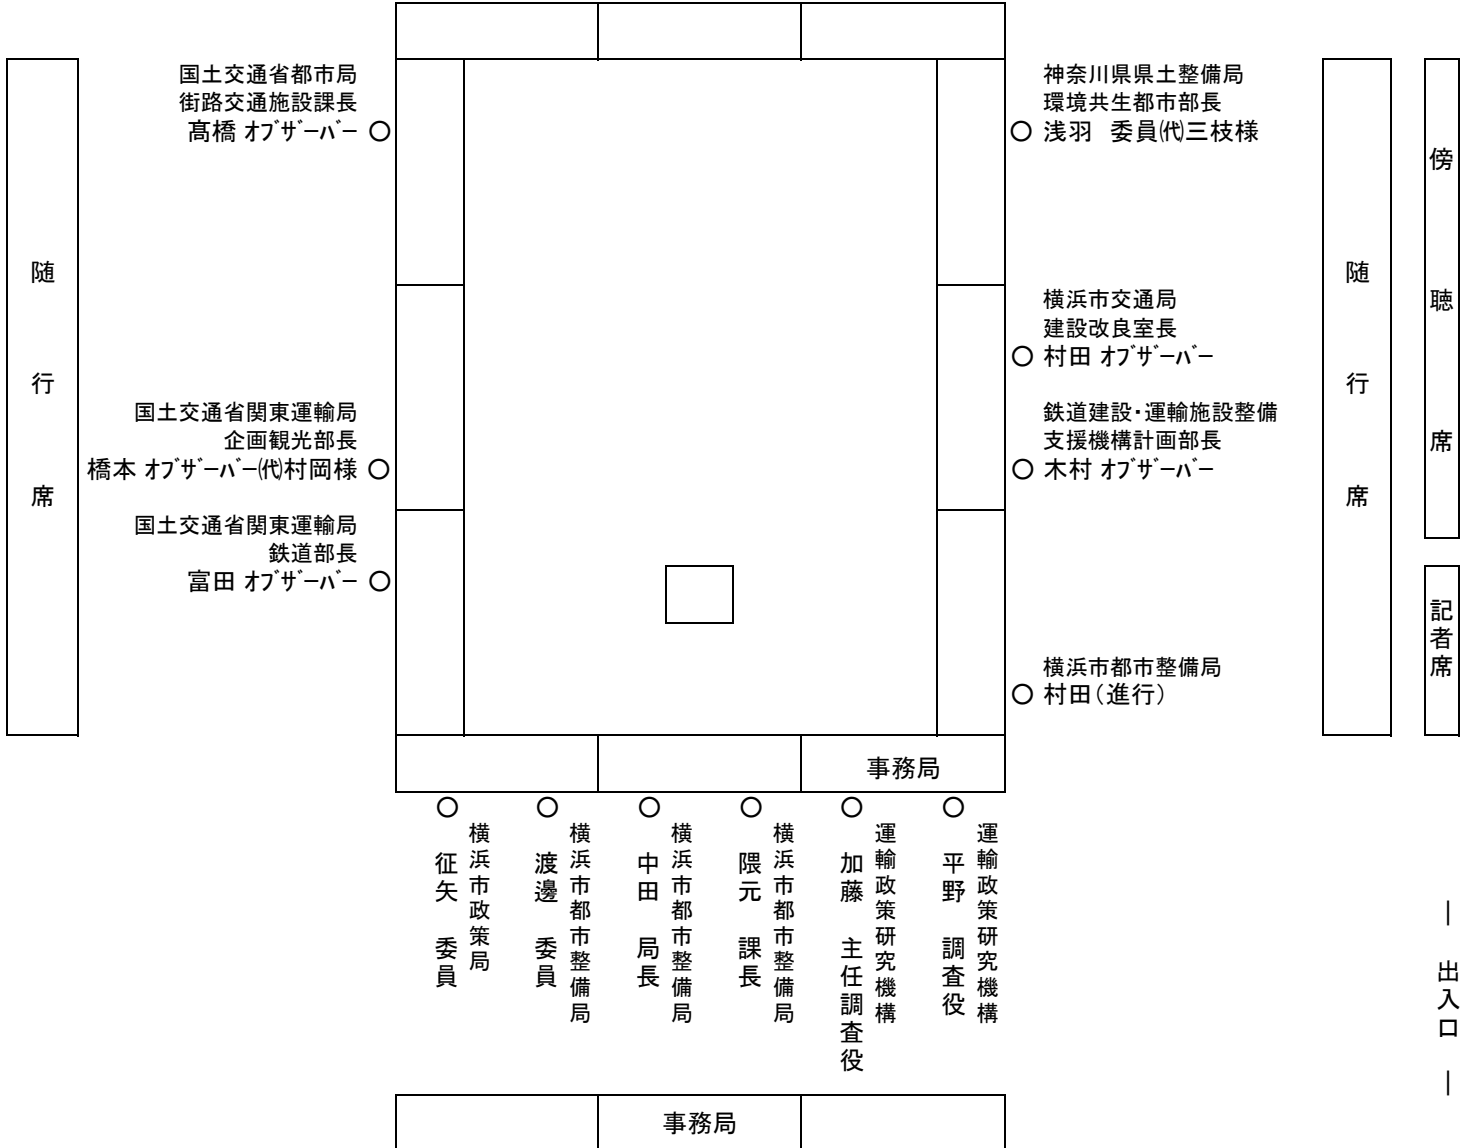 国土交通省都市局
街路交通施設課長
髙橋 ｵﾌﾞｻﾞｰﾊﾞｰ ○
国土交通省関東運輸局
企画観光部長
橋本 ｵﾌﾞｻﾞｰﾊﾞｰ㈹村岡様 ○
国土交通省関東運輸局
鉄道部長
富田 ｵﾌﾞｻﾞｰﾊﾞｰ ○
随行席
神奈川県県土整備局
環境共生都市部長
○ 浅羽 委員㈹三枝様
横浜市交通局
建設改良室長
○ 村田 ｵﾌﾞｻﾞｰﾊﾞｰ
鉄道建設・運輸施設整備
支援機構計画部長
○ 木村 ｵﾌﾞｻﾞｰﾊﾞｰ
横浜市都市整備局
○ 村田（進行）
随行席
傍聴席
記者席
事務局
○ ○ ○ ○ ○ ○
横浜市政策局
征矢 委員
横浜市都市整備局
渡邊 委員
横浜市都市整備局
中田 局長
横浜市都市整備局
隈元 課長
運輸政策研究機構
加藤 主任調査役
運輸政策研究機構
平野 調査役
｜ 出入口 ｜
事務局